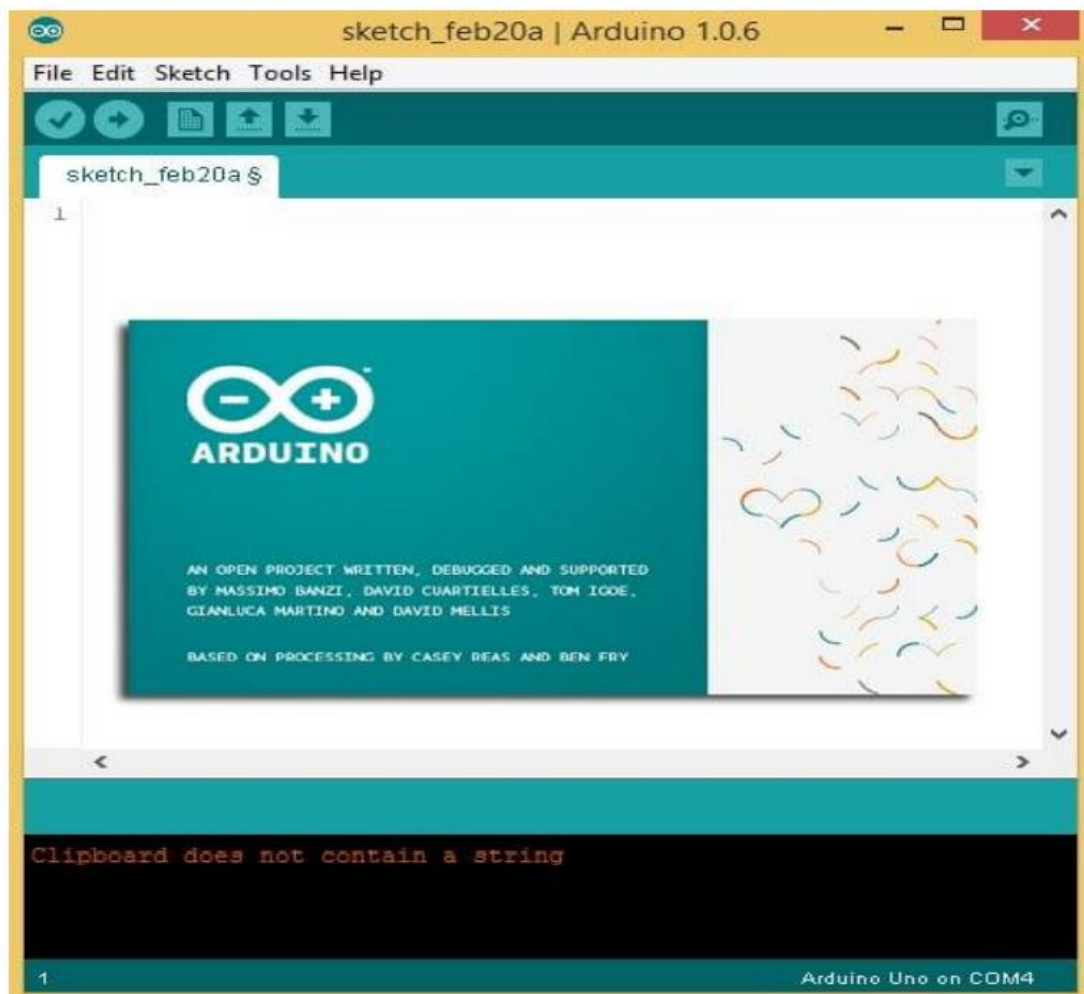 sketch_feb20a | Arduino 1.0.6
File Edit Sketch Tools Help
sketch_feb20a §
1
ARDUINO
AN OPEN PROJECT WRITTEN, DEBUGGED AND SUPPORTED
BY MASSIMO BANZI, DAVID CUARTIELLES, TOM IGOE,
GIANLUCA MARTINO AND DAVID MELLIS
BASED ON PROCESSING BY CASEY REAS AND BEN FRY
Clipboard does not contain a string
1 Arduino Uno on COM4